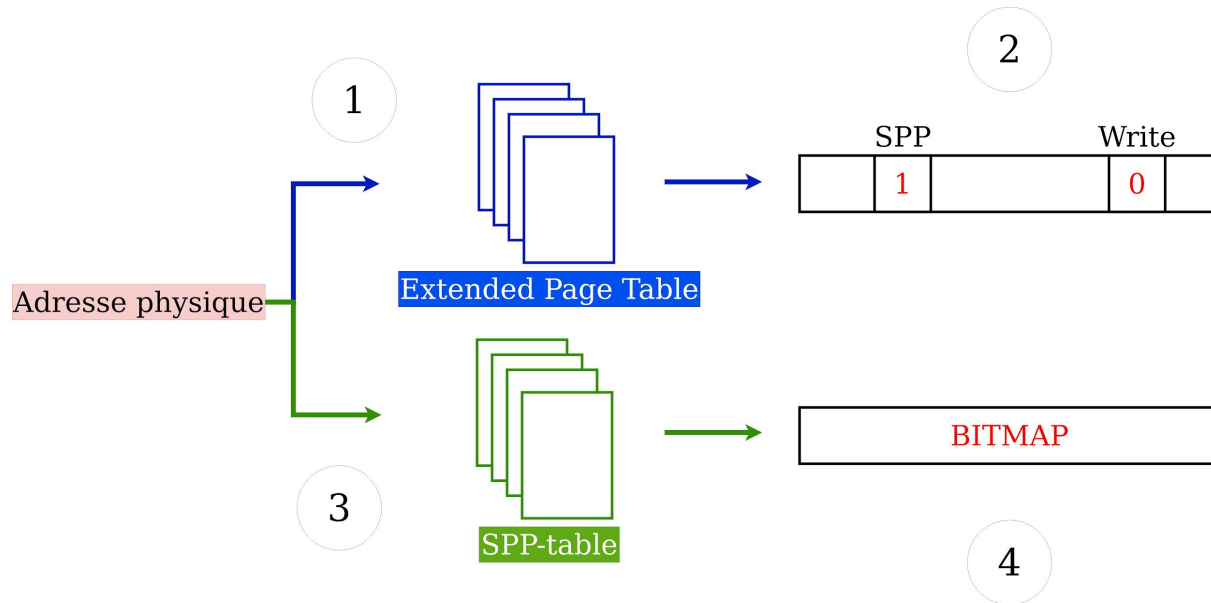 1
2
SPP
Write
1
0
Extended Page Table
Adresse physique
BITMAP
3
SPP-table
4